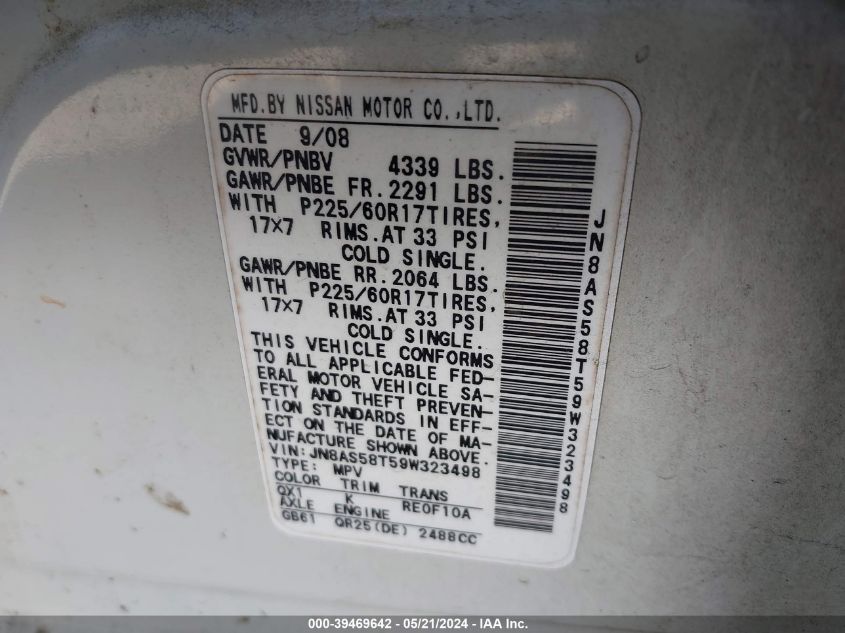 MFD.BY NISSAN MOTOR CO.,LTD.
DATE 9/08
GVWR/PNBV 4339 LBS.
GAWR/PNBE FR.2291 LBS.
WITH P225/60R17TIRES,
17×7 RIMS.AT 33 PSI
COLD SINGLE.
GAWR/PNBE RR.2064 LBS.
WITH P225/60R17TIRES,
17×7 RIMS.AT 33 PSI
COLD SINGLE.
THIS VEHICLE CONFORMS
TO ALL APPLICABLE FED-
ERAL MOTOR VEHICLE SA-
FETY AND THEFT PREVEN-
TION STANDARDS IN EFF-
ECT ON THE DATE OF MA-
NUFACTURE SHOWN ABOVE.
VIN:JN8AS58T59W323498
TYPE: MPV
COLOR TRIM TRANS
QX1 K RE0F10A
AXLE ENGINE
GB61 QR25(DE) 2488CC
JN8AS58T59W323498
000-39469642 - 05/21/2024 - IAA Inc.